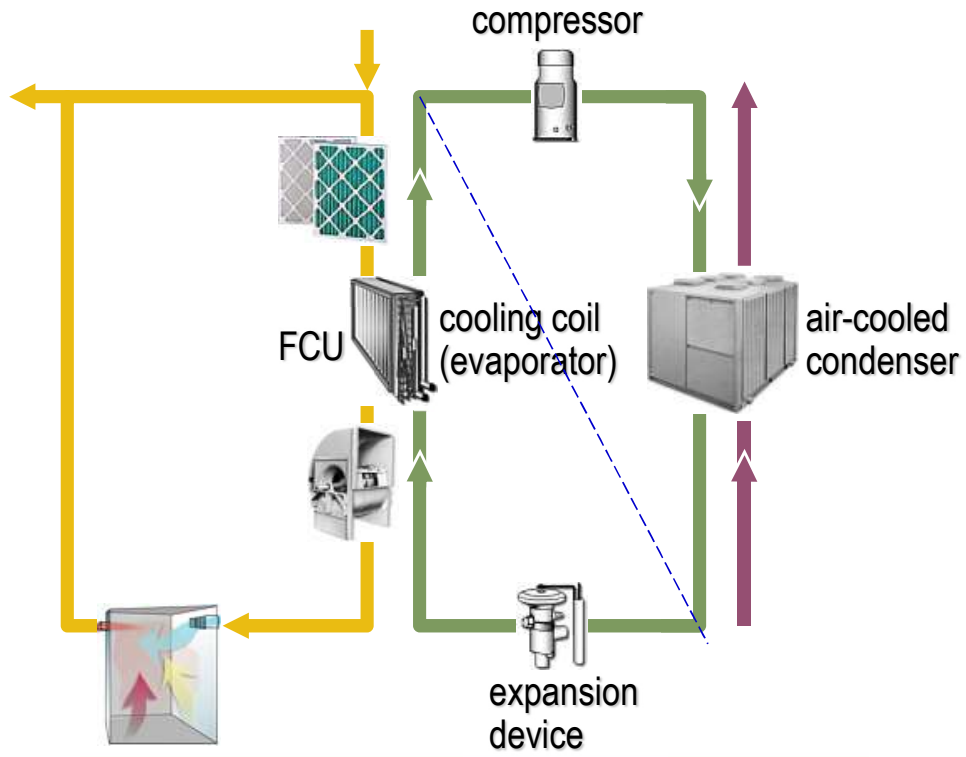 compressor
FCU
cooling coil
(evaporator)
air-cooled
condenser
expansion
device